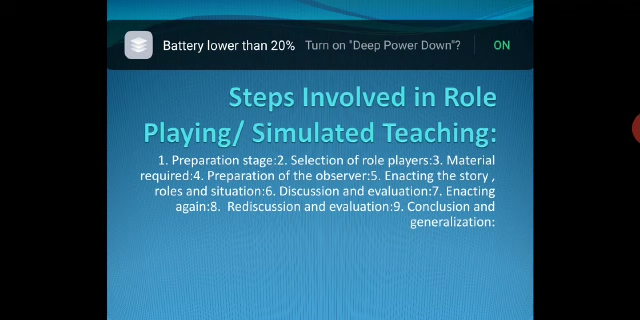 Battery lower than 20% Turn on "Deep Power Down"? ON
Steps Involved in Role
Playing/ Simulated Teaching:
1. Preparation stage:2. Selection of role players:3. Material
required:4. Preparation of the observer:5. Enacting the story ,
roles and situation:6. Discussion and evaluation:7. Enacting
again:8. Rediscussion and evaluation:9. Conclusion and
generalization: